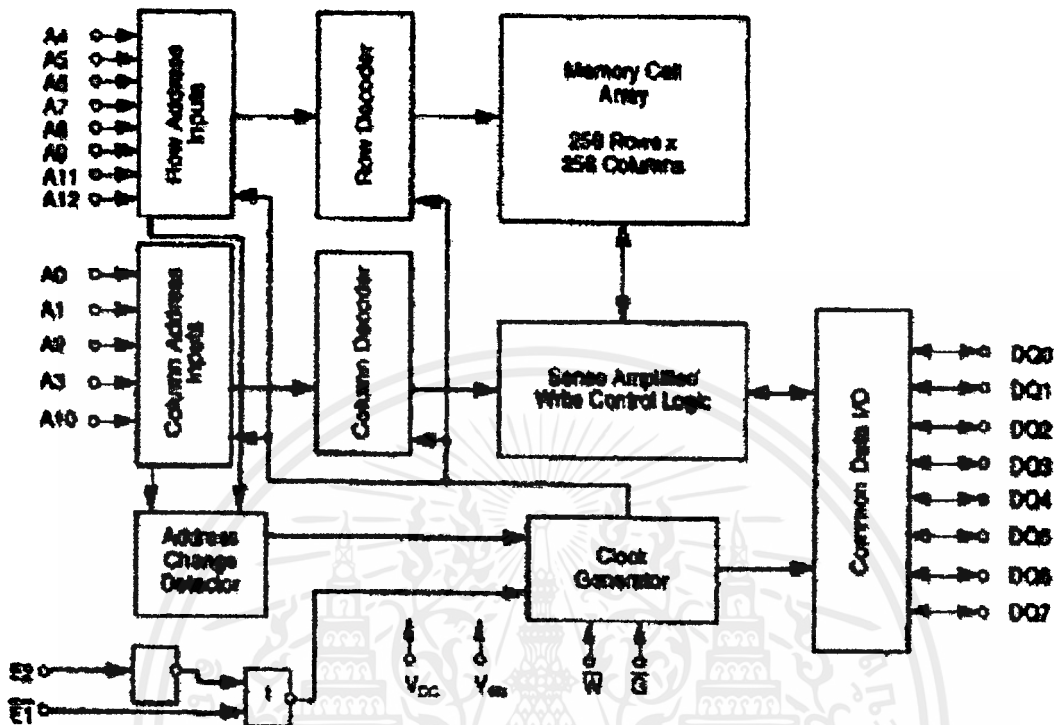 A4
A5
A6
A7
A8
A9
A11
A12
Row Address
Inputs
Row Decoder
Memory Cell
Array
256 Rows x
256 Columns
A0
A1
A2
A3
A10
Column Address
Inputs
Column Decoder
Sense Amplifier/
Write Control Logic
Common Data I/O
DQ0
DQ1
DQ2
DQ3
DQ4
DQ5
DQ6
DQ7
Address
Change
Detector
Clock
Generator
E2
E1
1
VCC
VSS
W
G